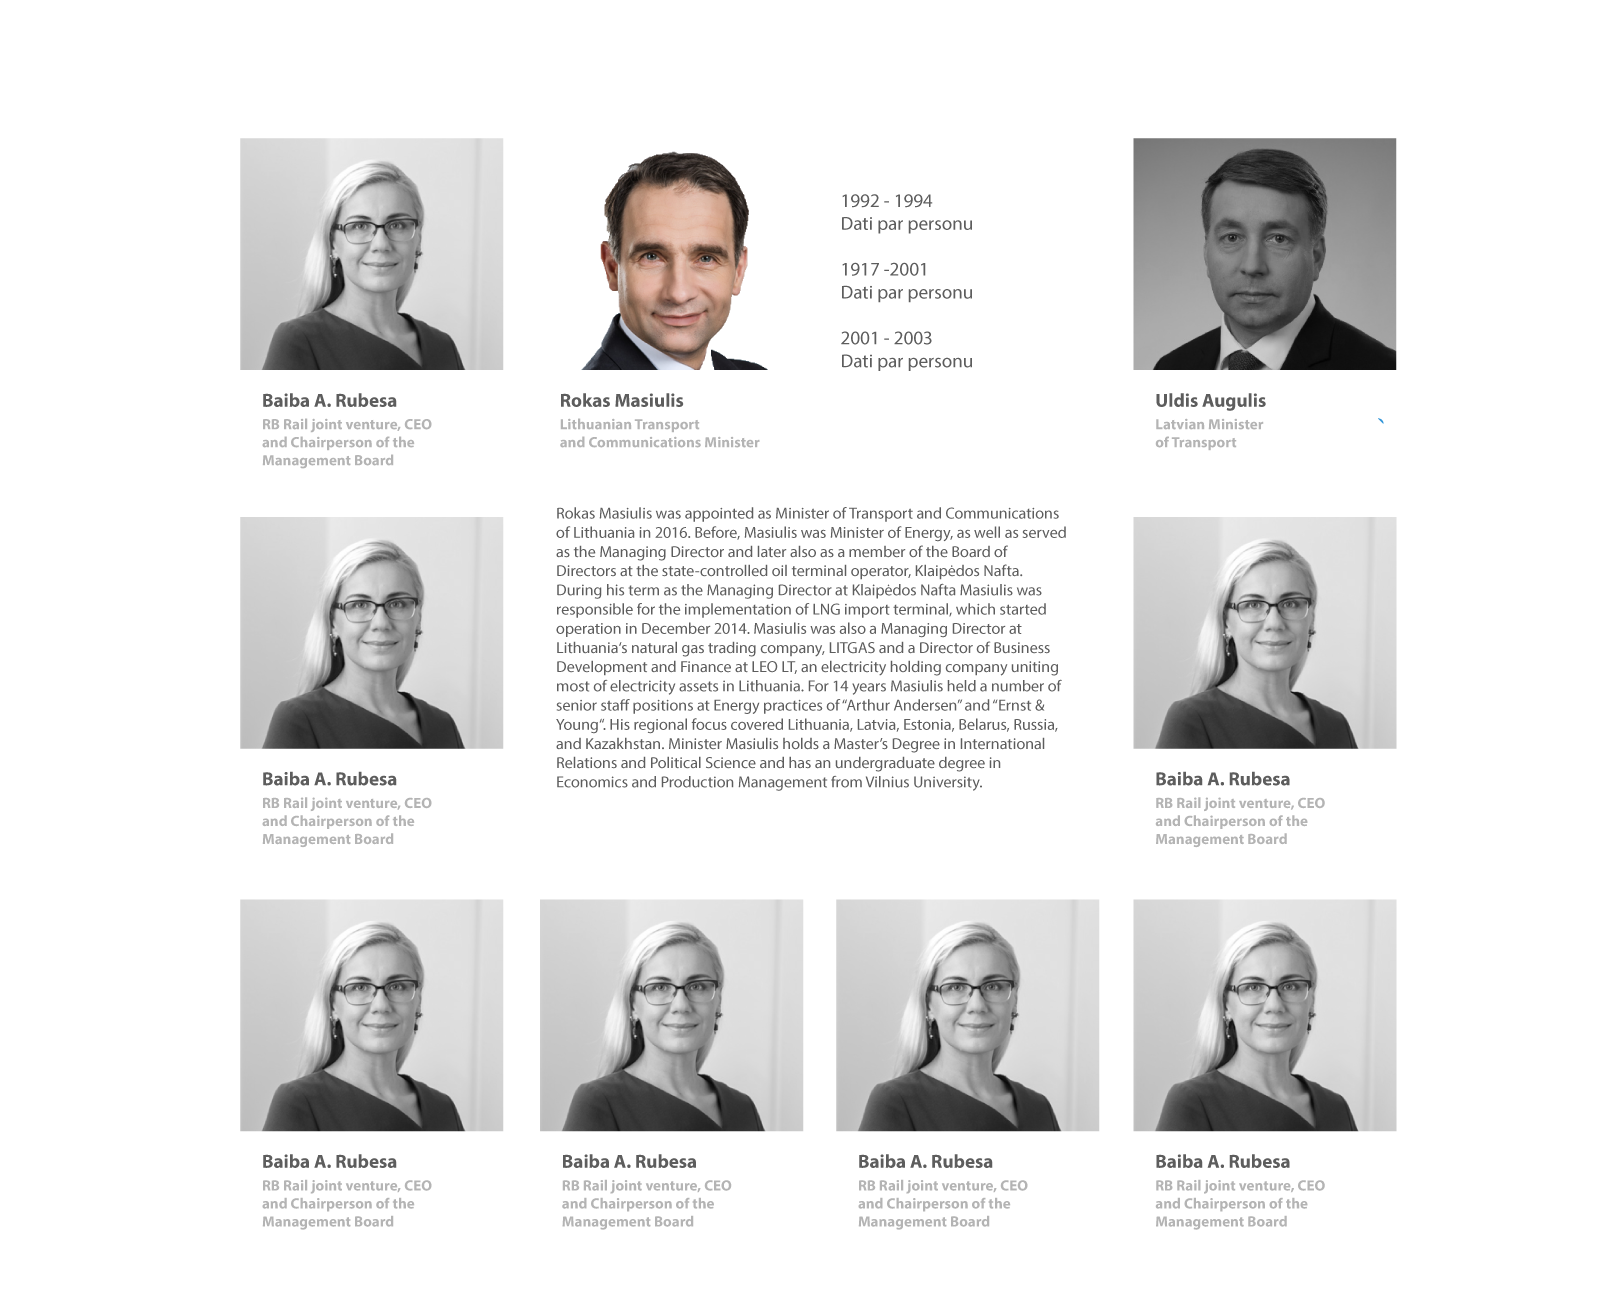 Baiba A. Rubesa
RB Rail joint venture, CEO
and Chairperson of the
Management Board
Rokas Masiulis
Lithuanian Transport
and Communications Minister
1992 - 1994
Dati par personu
1917 -2001
Dati par personu
2001 - 2003
Dati par personu
Uldis Augulis
Latvian Minister
of Transport
Baiba A. Rubesa
RB Rail joint venture, CEO
and Chairperson of the
Management Board
Rokas Masiulis was appointed as Minister of Transport and Communications
of Lithuania in 2016. Before, Masiulis was Minister of Energy, as well as served
as the Managing Director and later also as a member of the Board of
Directors at the state-controlled oil terminal operator, Klaipėdos Nafta.
During his term as the Managing Director at Klaipėdos Nafta Masiulis was
responsible for the implementation of LNG import terminal, which started
operation in December 2014. Masiulis was also a Managing Director at
Lithuania’s natural gas trading company, LITGAS and a Director of Business
Development and Finance at LEO LT, an electricity holding company uniting
most of electricity assets in Lithuania. For 14 years Masiulis held a number of
senior staff positions at Energy practices of “Arthur Andersen” and “Ernst &
Young”. His regional focus covered Lithuania, Latvia, Estonia, Belarus, Russia,
and Kazakhstan. Minister Masiulis holds a Master’s Degree in International
Relations and Political Science and has an undergraduate degree in
Economics and Production Management from Vilnius University.
Baiba A. Rubesa
RB Rail joint venture, CEO
and Chairperson of the
Management Board
Baiba A. Rubesa
RB Rail joint venture, CEO
and Chairperson of the
Management Board
Baiba A. Rubesa
RB Rail joint venture, CEO
and Chairperson of the
Management Board
Baiba A. Rubesa
RB Rail joint venture, CEO
and Chairperson of the
Management Board
Baiba A. Rubesa
RB Rail joint venture, CEO
and Chairperson of the
Management Board